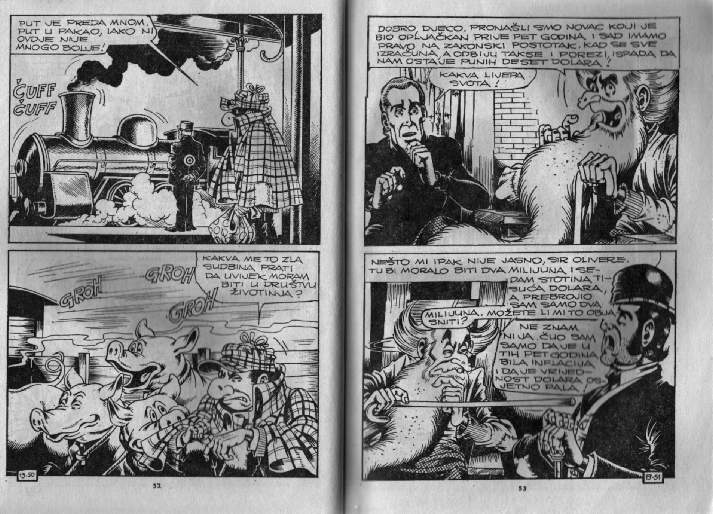 PUT JE PREDA MNOM,
PUT U PAKAO, IAKO NI
OVDJE NIJE
MNOGO BOLJE!
ČUFF
ČUFF
KAKVA ME TO ZLA
SUDBINA PRATI
DA UVIJEK MORAM
BITI U DRUŠTVU
ŽIVOTINJA?
GROH
GROH
GROH
15-50
52
DOBRO, DJECO, PRONAŠLI SMO NOVAC KOJI JE
BIO OPLJAČKAN PRIJE PET GODINA, I SAD IMAMO
PRAVO NA ZAKONSKI POSTOTAK, KAD SE SVE
IZRAČUNA, A ODBIJU TAKSE I POREZI, ISPADA DA
NAM OSTAJE PUNIH DESET DOLARA!
KAKVA LIJEPA
SVOTA!
NEŠTO MI IPAK NIJE JASNO, SIR OLIVERE,
TU BI MORALO BITI DVA MILIJUNA I SE-
DAM STOTINA TI-
SUĆA DOLARA,
A PREBROJIO
SAM SAMO DVA
MILIJUNA, MOŽETE LI MI TO OBJA
SNITI?
NE ZNAM
NIJA, ČUO SAM
SAMO DA JE U
TIH PET GODINA
BILA INFLACIJA
I DA JE VRIJED-
NOST DOLARA OS-
JETNO PALA!
15-51
53